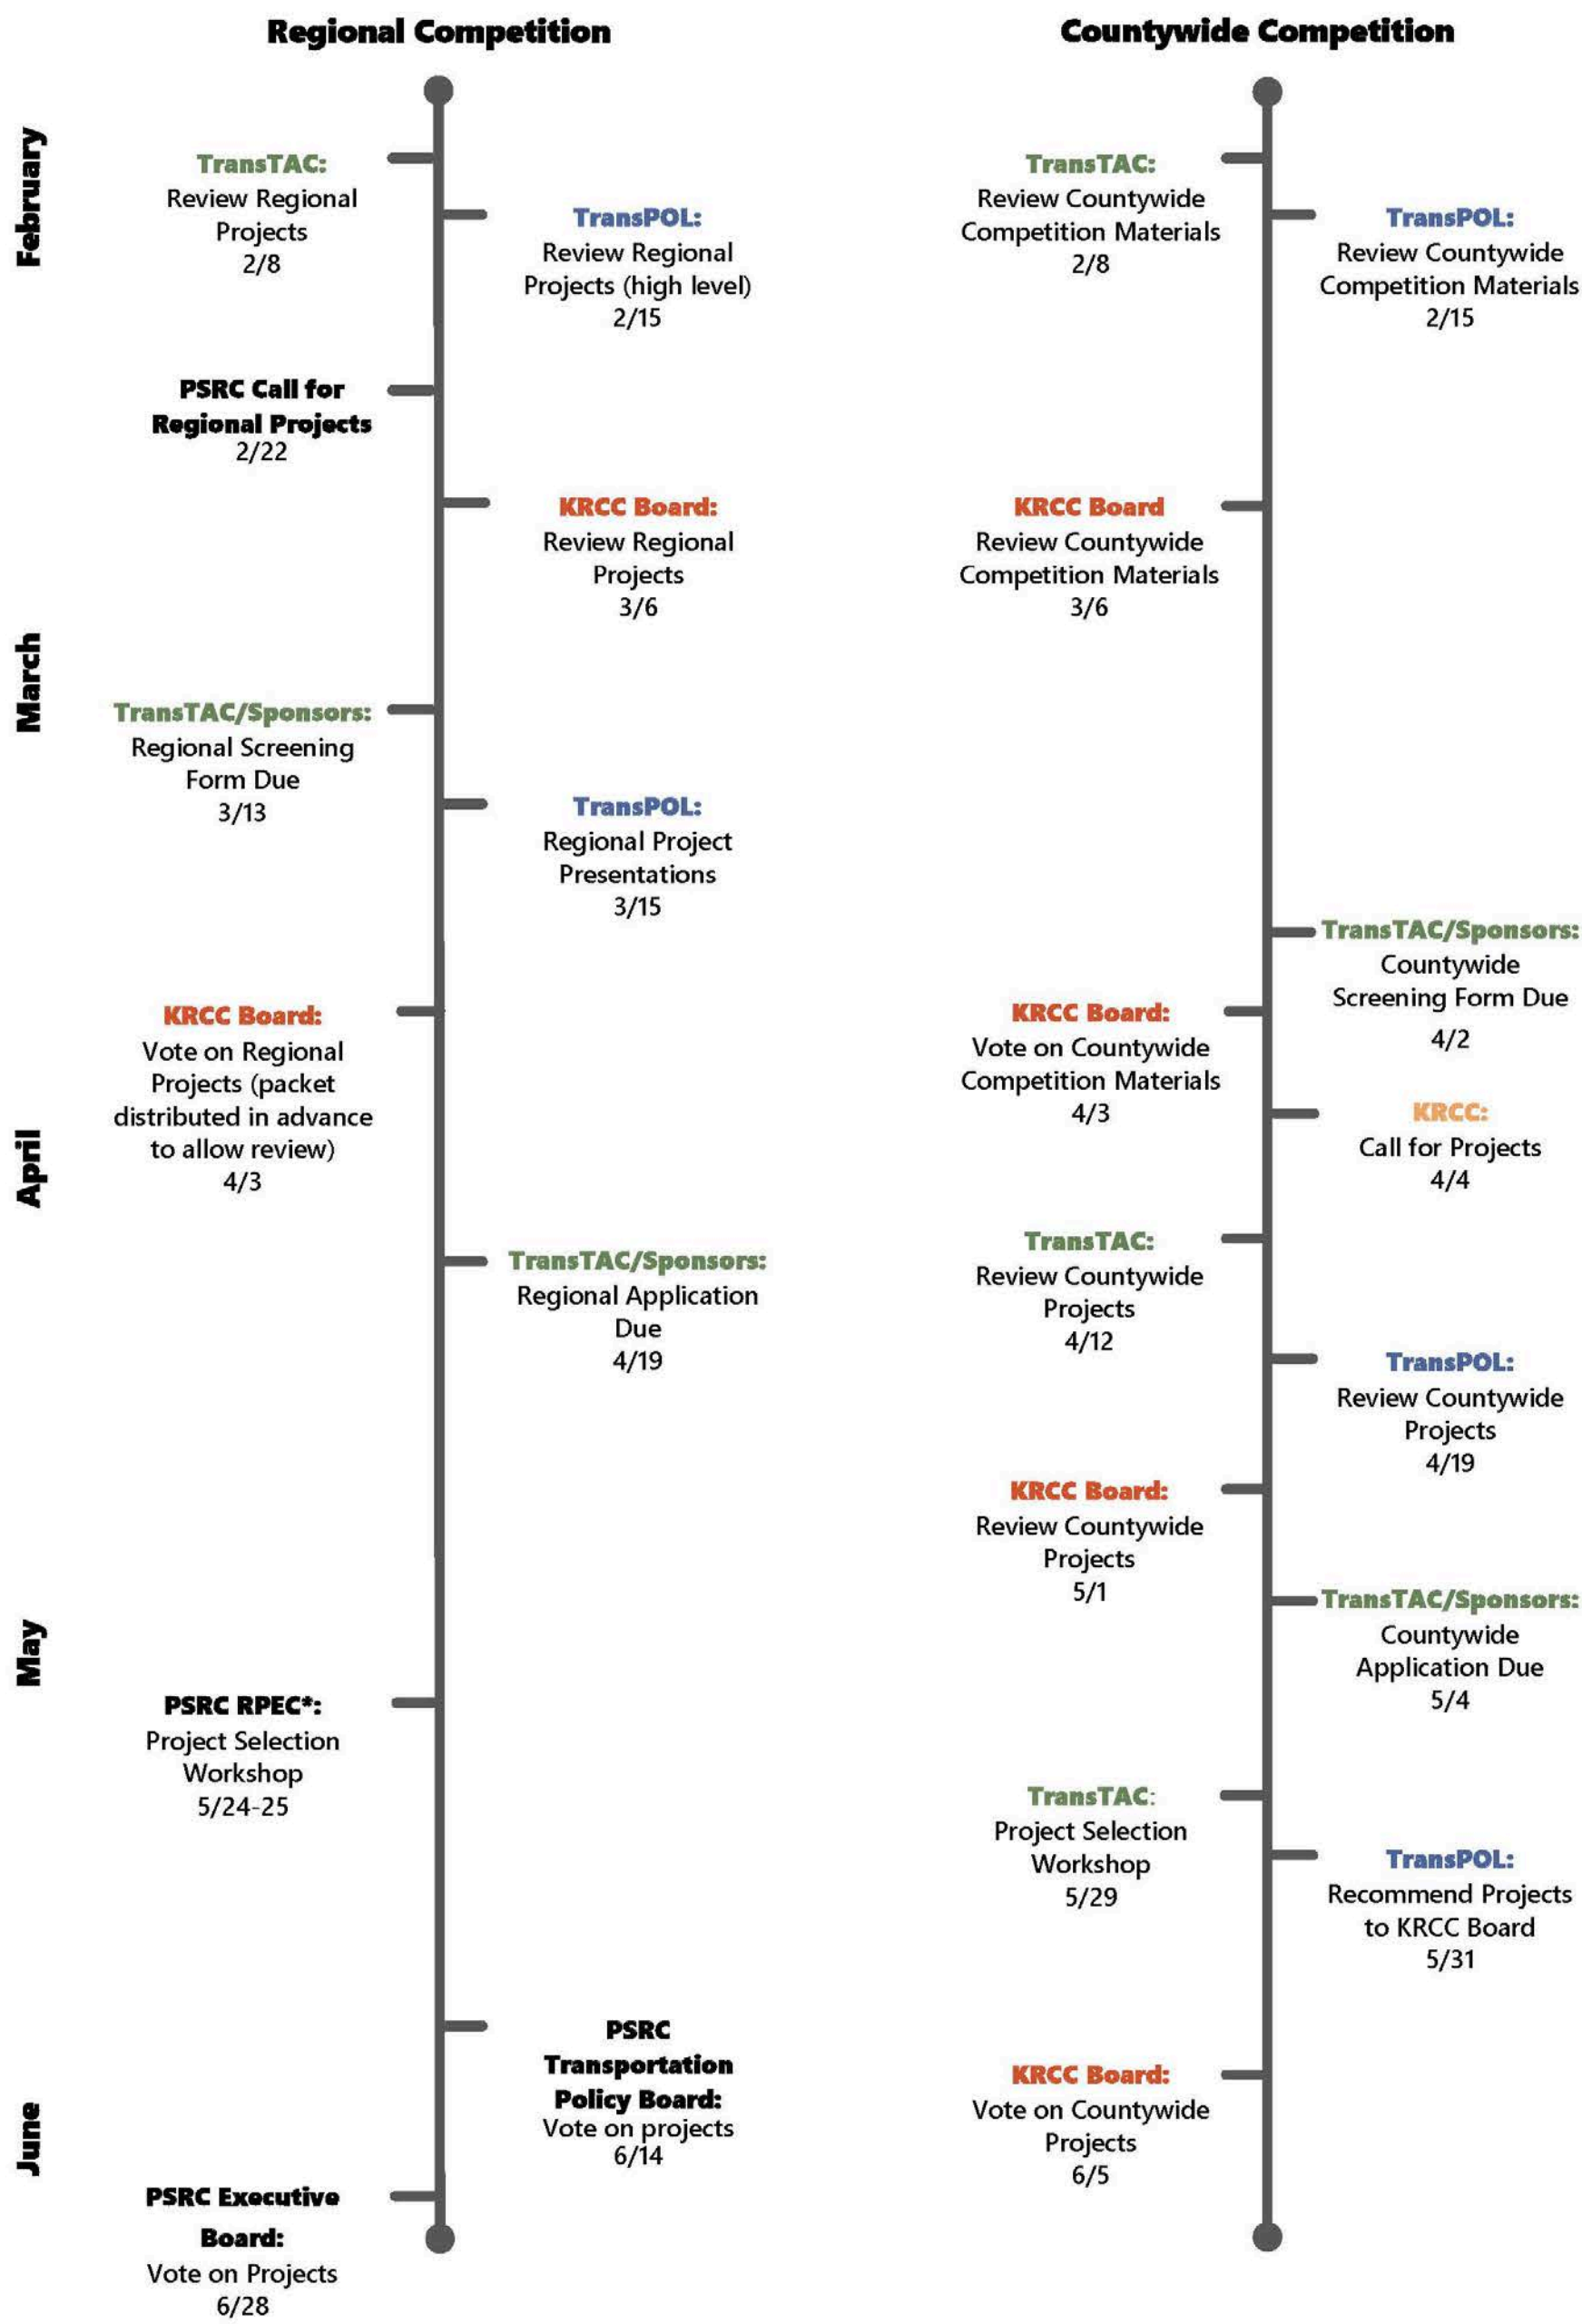 Regional Competition
February
TransTAC:
Review Regional
Projects
2/8
TransPOL:
Review Regional
Projects (high level)
2/15
PSRC Call for
Regional Projects
2/22
KRCC Board:
Review Regional
Projects
3/6
March
TransTAC/Sponsors:
Regional Screening
Form Due
3/13
TransPOL:
Regional Project
Presentations
3/15
April
KRCC Board:
Vote on Regional
Projects (packet
distributed in advance
to allow review)
4/3
TransTAC/Sponsors:
Regional Application
Due
4/19
May
PSRC RPEC*:
Project Selection
Workshop
5/24-25
June
PSRC
Transportation
Policy Board:
Vote on projects
6/14
PSRC Executive
Board:
Vote on Projects
6/28
Countywide Competition
TransTAC:
Review Countywide
Competition Materials
2/8
TransPOL:
Review Countywide
Competition Materials
2/15
KRCC Board
Review Countywide
Competition Materials
3/6
TransTAC/Sponsors:
Countywide
Screening Form Due
4/2
KRCC Board:
Vote on Countywide
Competition Materials
4/3
KRCC:
Call for Projects
4/4
TransTAC:
Review Countywide
Projects
4/12
TransPOL:
Review Countywide
Projects
4/19
KRCC Board:
Review Countywide
Projects
5/1
TransTAC/Sponsors:
Countywide
Application Due
5/4
TransTAC:
Project Selection
Workshop
5/29
TransPOL:
Recommend Projects
to KRCC Board
5/31
KRCC Board:
Vote on Countywide
Projects
6/5